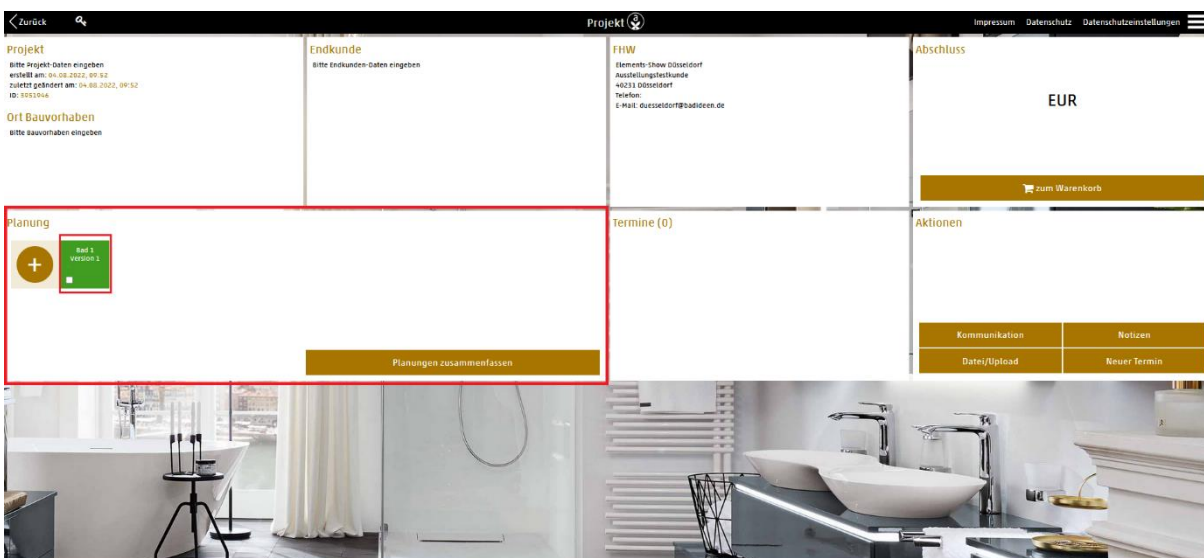 Zurück
Projekt
Impressum Datenschutz Datenschutzeinstellungen
Projekt
Bitte Projekt-Daten eingeben
erstellt am: 04.08.2022, 09:52
zuletzt geändert am: 04.08.2022, 09:52
ID: 5951946
Ort Bauvorhaben
Bitte Bauvorhaben eingeben
Endkunde
Bitte Endkunden-Daten eingeben
FHW
Elements-Show Düsseldorf
Ausstellungsfestkunde
40231 Düsseldorf
Telefon:
E-Mail: duesseldorf@badideen.de
Abschluss
EUR
zum Warenkorb
Planung
+
Bad 1
Version 1
Planungen zusammenfassen
Termine (0)
Aktionen
Kommunikation
Notizen
Datei/Upload
Neuer Termin